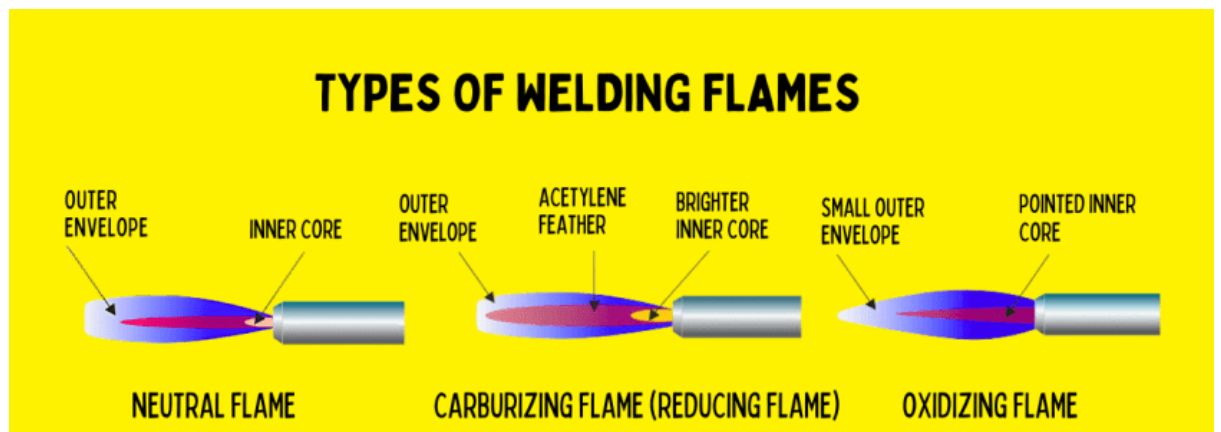 TYPES OF WELDING FLAMES
OUTER
ENVELOPE
INNER CORE
OUTER
ENVELOPE
ACETYLENE
FEATHER
BRIGHTER
INNER CORE
SMALL OUTER
ENVELOPE
POINTED INNER
CORE
NEUTRAL FLAME
CARBURIZING FLAME (REDUCING FLAME)
OXIDIZING FLAME